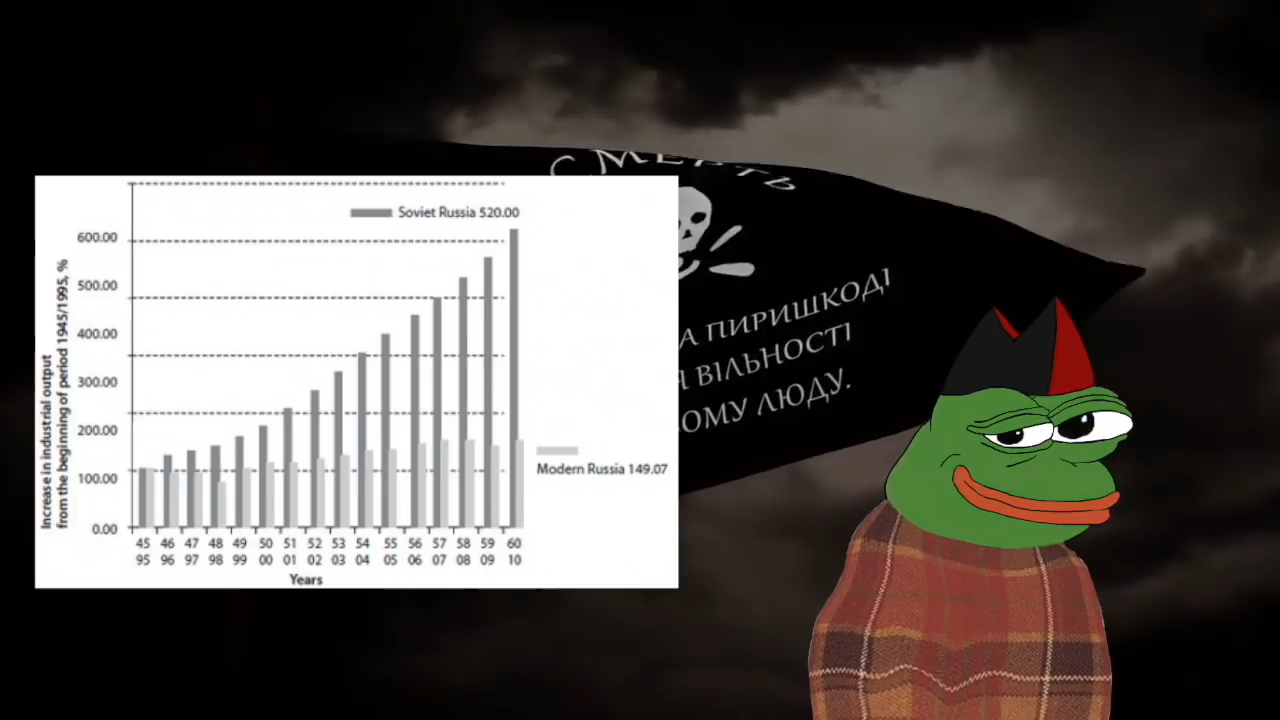 Soviet Russia 520.00
600.00
500.00
400.00
300.00
200.00
100.00
0.00
Increase in industrial output
from the beginning of period 1945/1995, %
Modern Russia 149.07
45 46 47 48 49 50 51 52 53 54 55 56 57 58 59 60
95 96 97 98 99 00 01 02 03 04 05 06 07 08 09 10
Years
СМЕРТЬ
А ПИРИШКОДІ
ВІЛЬНОСТІ
ОМУ ЛЮДУ.